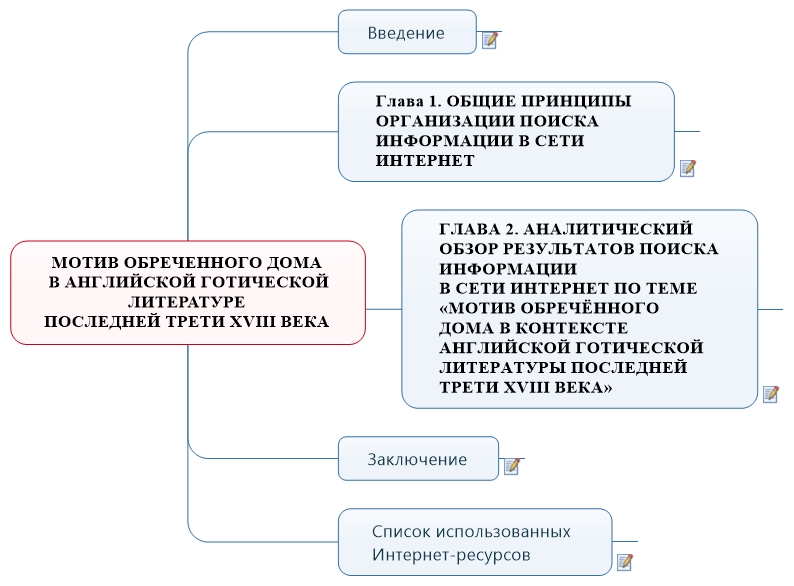 Введение
Глава 1. ОБЩИЕ ПРИНЦИПЫ
ОРГАНИЗАЦИИ ПОИСКА
ИНФОРМАЦИИ В СЕТИ
ИНТЕРНЕТ
МОТИВ ОБРЕЧЕННОГО ДОМА
В АНГЛИЙСКОЙ ГОТИЧЕСКОЙ
ЛИТЕРАТУРЕ
ПОСЛЕДНЕЙ ТРЕТИ XVIII ВЕКА
ГЛАВА 2. АНАЛИТИЧЕСКИЙ
ОБЗОР РЕЗУЛЬТАТОВ ПОИСКА
ИНФОРМАЦИИ
В СЕТИ ИНТЕРНЕТ ПО ТЕМЕ
«МОТИВ ОБРЕЧЁННОГО
ДОМА В КОНТЕКСТЕ
АНГЛИЙСКОЙ ГОТИЧЕСКОЙ
ЛИТЕРАТУРЫ ПОСЛЕДНЕЙ
ТРЕТИ XVIII ВЕКА»
Заключение
Список использованных
Интернет-ресурсов